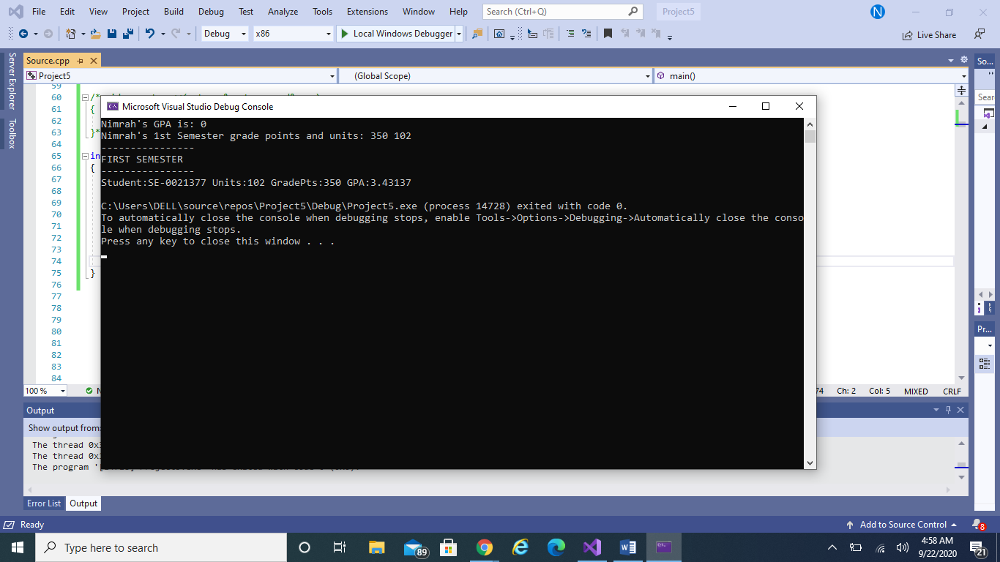 File Edit View Project Build Debug Test Analyze Tools Extensions Window Help Search (Ctrl+Q) Project5 N
Debug x86 Local Windows Debugger Live Share
Server Explorer
Toolbox
Source.cpp
So...
Project5 (Global Scope) main()
Sear
59
60 /*
61 {
62
63 }*
64
65 in
66 {
67
68
69
70
71
72
73
74
75 }
76
77
78
79
80
81
82
83
84
Microsoft Visual Studio Debug Console
Nimrah's GPA is: 0
Nimrah's 1st Semester grade points and units: 350 102
----------------
FIRST SEMESTER
----------------
Student:SE-0021377 Units:102 GradePts:350 GPA:3.43137
C:\Users\DELL\source\repos\Project5\Debug\Project5.exe (process 14728) exited with code 0.
To automatically close the console when debugging stops, enable Tools->Options->Debugging->Automatically close the conso
le when debugging stops.
Press any key to close this window . . .
Pr...
100 % N 74 Ch: 2 Col: 5 MIXED CRLF
Output
Show output from:
The thread 0x
The thread 0x
The program '
Error List Output
Ready Add to Source Control 8
Type here to search 89 4:58 AM
9/22/2020 21